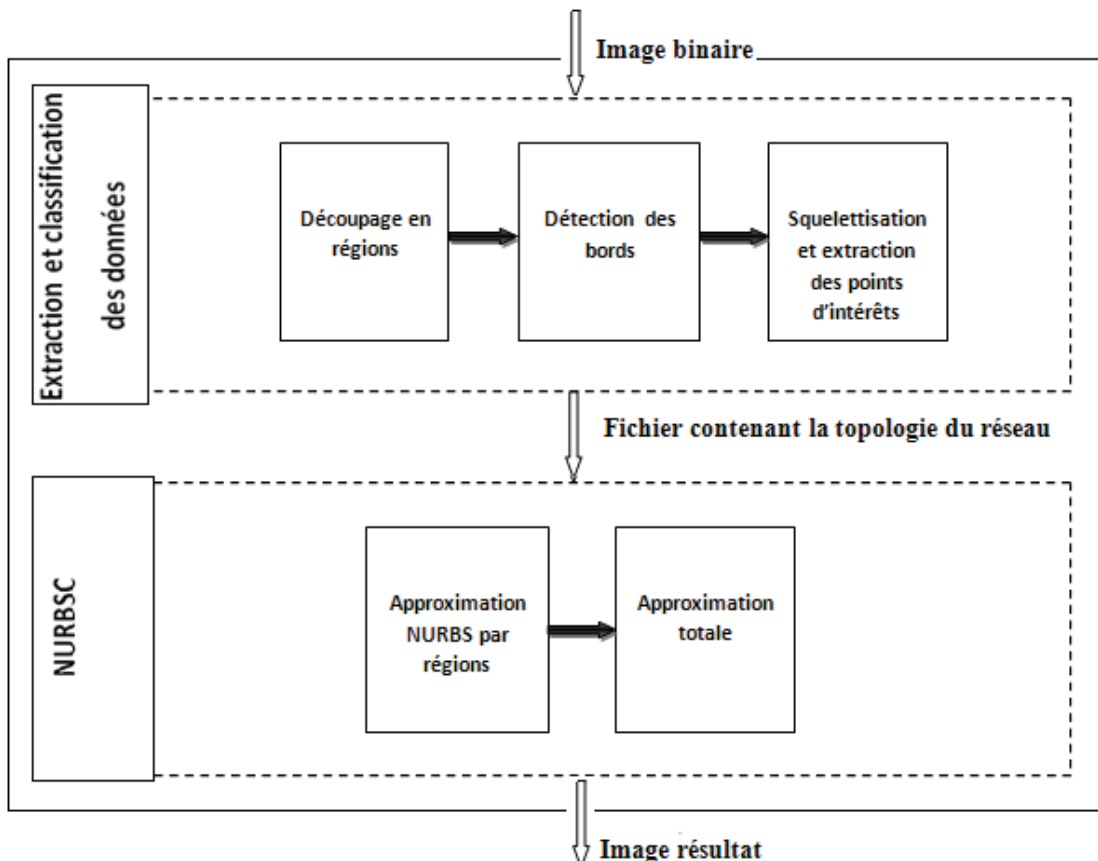 Image binaire
Extraction et classification
des données
Découpage en
régions
Détection des
bords
Squelettisation
et extraction
des points
d'intérêts
Fichier contenant la topologie du réseau
NURBSC
Approximation
NURBS par
régions
Approximation
totale
Image résultat